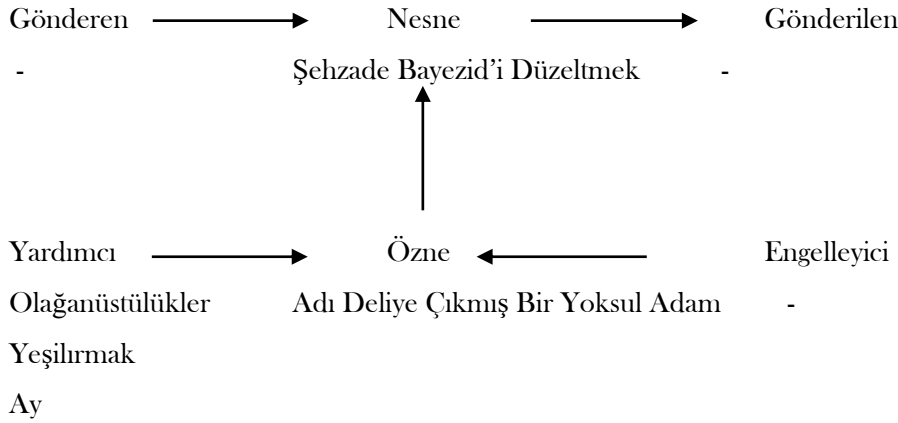 Gönderen Nesne Gönderilen
- Şehzade Bayezid’i Düzeltmek -
Yardımcı Özne Engelleyici
Olağanüstülükler Adı Deliye Çıkmış Bir Yoksul Adam -
Yeşilırmak
Ay